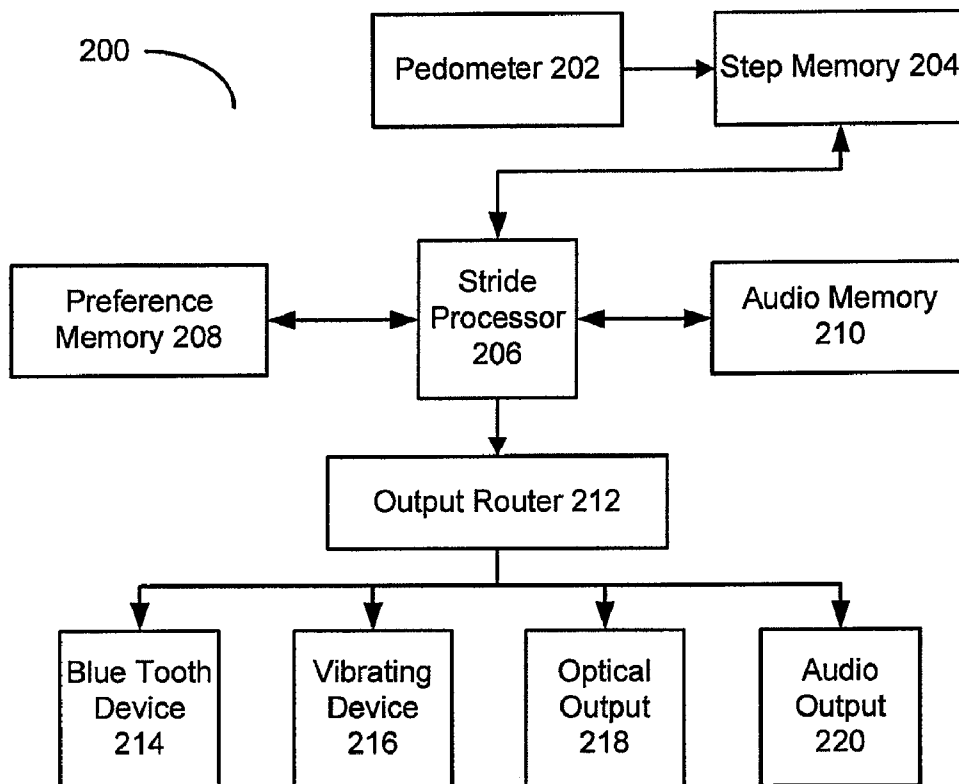 200
Pedometer 202
Step Memory 204
Preference
Memory 208
Stride
Processor
206
Audio Memory
210
Output Router 212
Blue Tooth
Device
214
Vibrating
Device
216
Optical
Output
218
Audio
Output
220